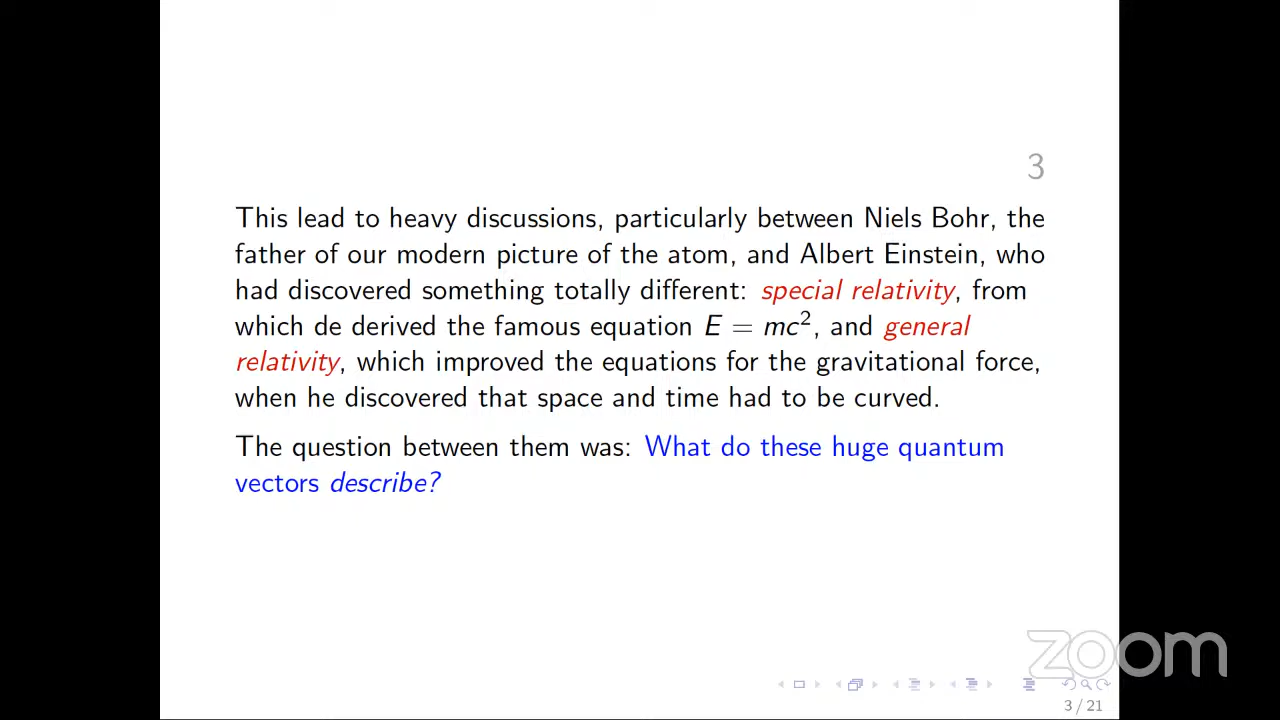 3
This lead to heavy discussions, particularly between Niels Bohr, the
father of our modern picture of the atom, and Albert Einstein, who
had discovered something totally different: special relativity, from
which de derived the famous equation E = mc², and general
relativity, which improved the equations for the gravitational force,
when he discovered that space and time had to be curved.
The question between them was: What do these huge quantum
vectors describe?
zoom
3 / 21